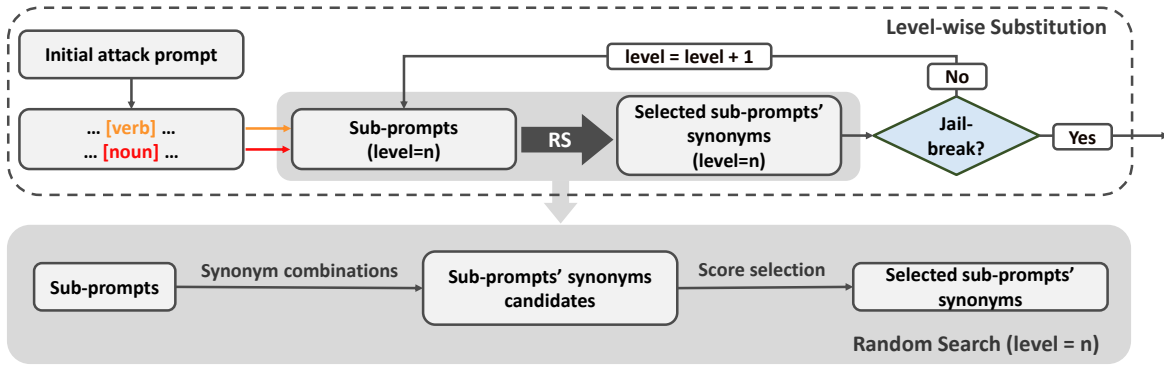 Level-wise Substitution
Initial attack prompt
level = level + 1
No
... [verb] ...
... [noun] ...
Sub-prompts
(level=n)
RS
Selected sub-prompts'
synonyms
(level=n)
Jail-
break?
Yes
Sub-prompts
Synonym combinations
Sub-prompts' synonyms
candidates
Score selection
Selected sub-prompts'
synonyms
Random Search (level = n)